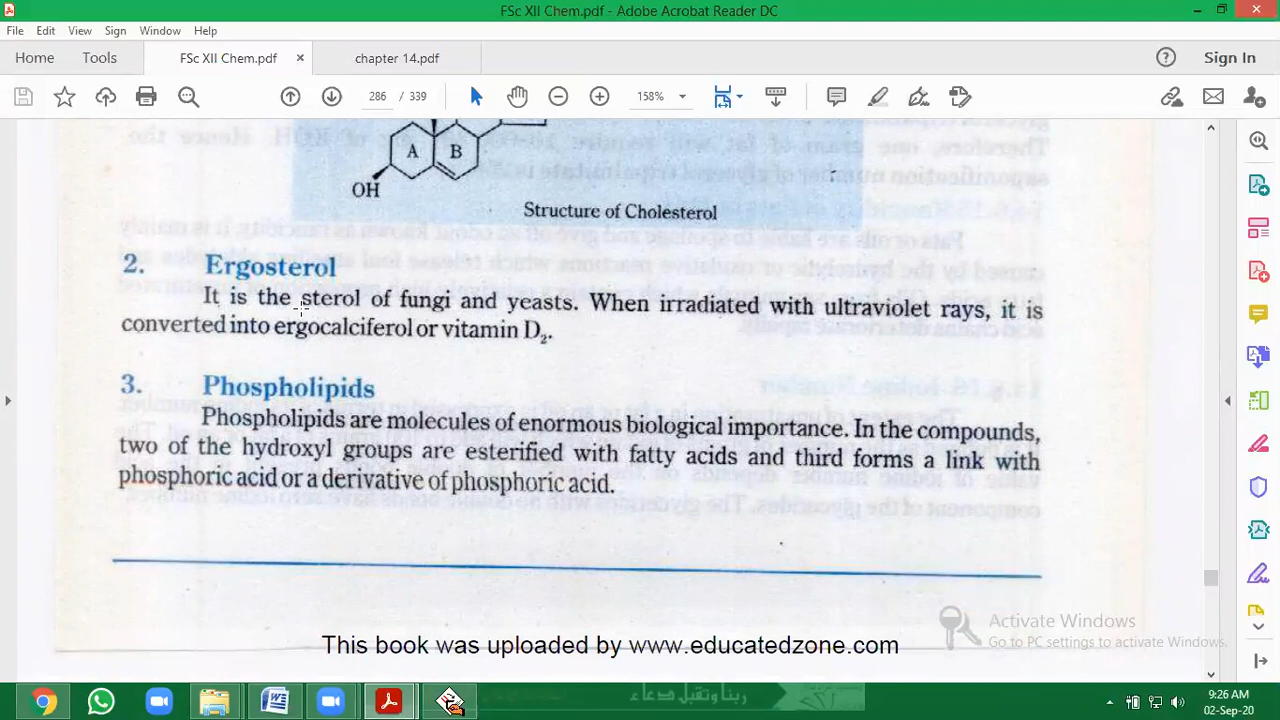 FSc XII Chem.pdf - Adobe Acrobat Reader DC
File Edit View Sign Window Help
Home Tools FSc XII Chem.pdf × chapter 14.pdf Sign In
286 / 339 158%
A B
OH
Structure of Cholesterol
2. Ergosterol
It is the sterol of fungi and yeasts. When irradiated with ultraviolet rays, it is
converted into ergocalciferol or vitamin D₂.
3. Phospholipids
Phospholipids are molecules of enormous biological importance. In the compounds,
two of the hydroxyl groups are esterified with fatty acids and third forms a link with
phosphoric acid or a derivative of phosphoric acid.
Activate Windows
Go to PC settings to activate Windows.
This book was uploaded by www.educatedzone.com
ربنا وتقبل دعاء
9:26 AM
02-Sep-20